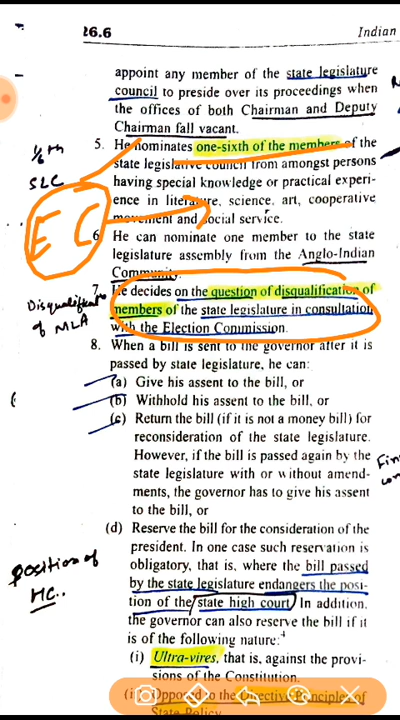 26.6 Indian
appoint any member of the state legislature
council to preside over its proceedings when
the offices of both Chairman and Deputy
Chairman fall vacant.
5. He nominates one-sixth of the members of the
state legislative council from amongst persons
having special knowledge or practical experi-
ence in literature, science, art, cooperative
movement and social service.
6. He can nominate one member to the state
legislature assembly from the Anglo-Indian
Community.
7. He decides on the question of disqualification of
members of the state legislature in consultation
with the Election Commission.
8. When a bill is sent to the governor after it is
passed by state legislature, he can:
(a) Give his assent to the bill, or
(b) Withhold his assent to the bill, or
(c) Return the bill (if it is not a money bill) for
reconsideration of the state legislature.
However, if the bill is passed again by the
state legislature with or without amend-
ments, the governor has to give his assent
to the bill, or
(d) Reserve the bill for the consideration of the
president. In one case such reservation is
obligatory, that is, where the bill passed
by the state legislature endangers the posi-
tion of the state high court. In addition,
the governor can also reserve the bill if it
is of the following nature:4
(i) Ultra-vires, that is, against the provi-
sions of the Constitution.
Opposed to the Directive Principles of
State Policy
1/6 th
SLC
EC
of MLA
position of
HC..